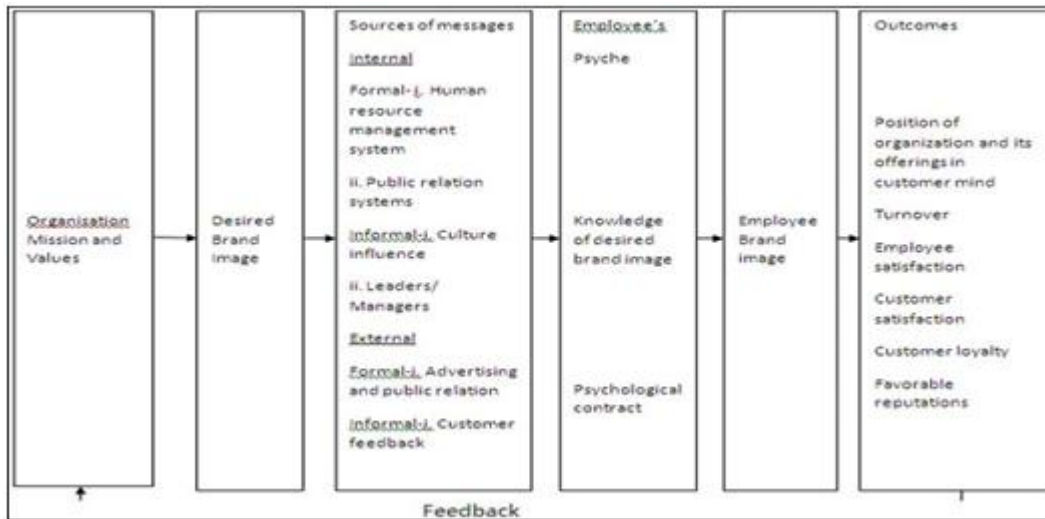 Organisation
Mission and
Values
Desired
Brand
Image
Sources of messages
Internal
Formal-i. Human
resource
management
system
ii. Public relation
systems
Informal-i. Culture
influence
ii. Leaders/
Managers
External
Formal-i. Advertising
and public relation
Informal-i. Customer
feedback
Employee's
Psyche
Knowledge
of desired
brand image
Psychological
contract
Employee
Brand
image
Outcomes
Position of
organization and its
offerings in
customer mind
Turnover
Employee
satisfaction
Customer
satisfaction
Customer loyalty
Favorable
reputations
Feedback